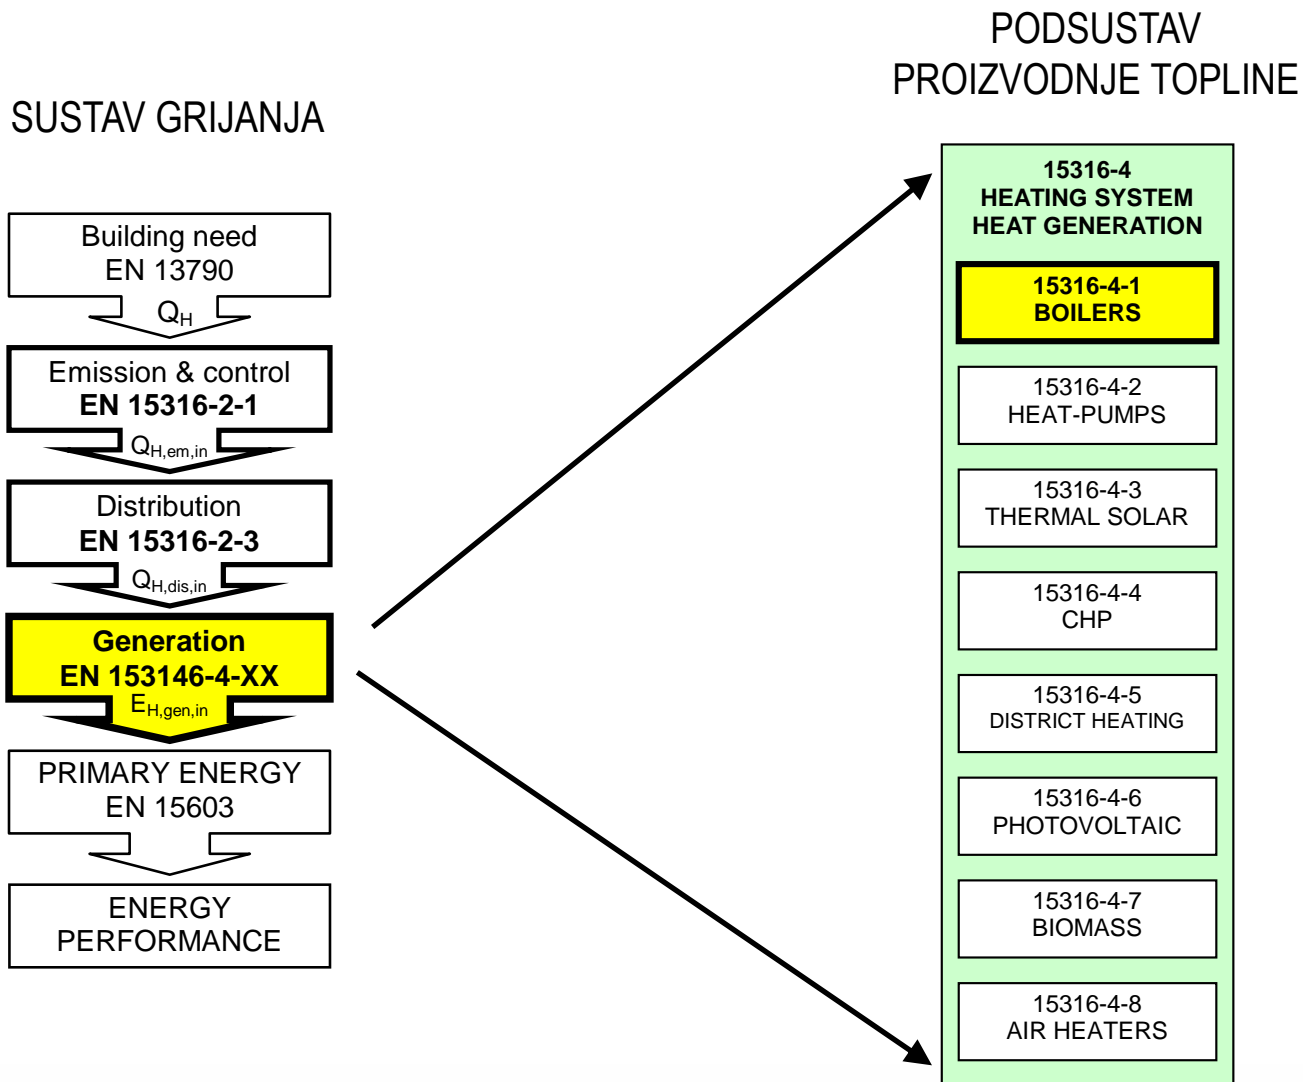 SUSTAV GRIJANJA
Building need
EN 13790
Q_H
Emission & control
EN 15316-2-1
Q_H,em,in
Distribution
EN 15316-2-3
Q_H,dis,in
Generation
EN 153146-4-XX
E_H,gen,in
PRIMARY ENERGY
EN 15603
ENERGY
PERFORMANCE
PODSUSTAV
PROIZVODNJE TOPLINE
15316-4
HEATING SYSTEM
HEAT GENERATION
15316-4-1
BOILERS
15316-4-2
HEAT-PUMPS
15316-4-3
THERMAL SOLAR
15316-4-4
CHP
15316-4-5
DISTRICT HEATING
15316-4-6
PHOTOVOLTAIC
15316-4-7
BIOMASS
15316-4-8
AIR HEATERS